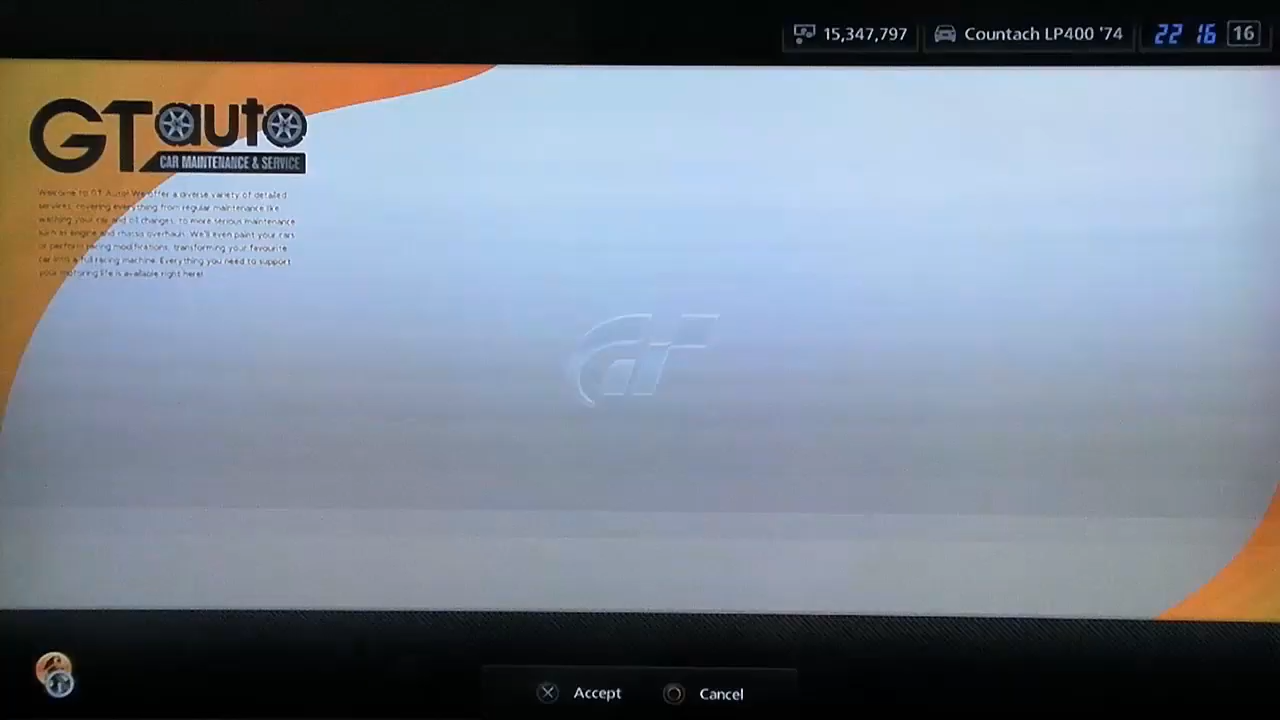 15,347,797
Countach LP400 '74
22 16
16
GT auto
CAR MAINTENANCE & SERVICE
Welcome to GT Auto! We offer a diverse variety of detailed
services, covering everything from regular maintenance like
washing your car and oil changes, to more serious maintenance
such as engine and chassis overhauls. We'll even paint your cars
or perform racing modifications, transforming your favourite
car into a full racing machine. Everything you need to support
your motoring life is available right here!
GT
Accept
Cancel